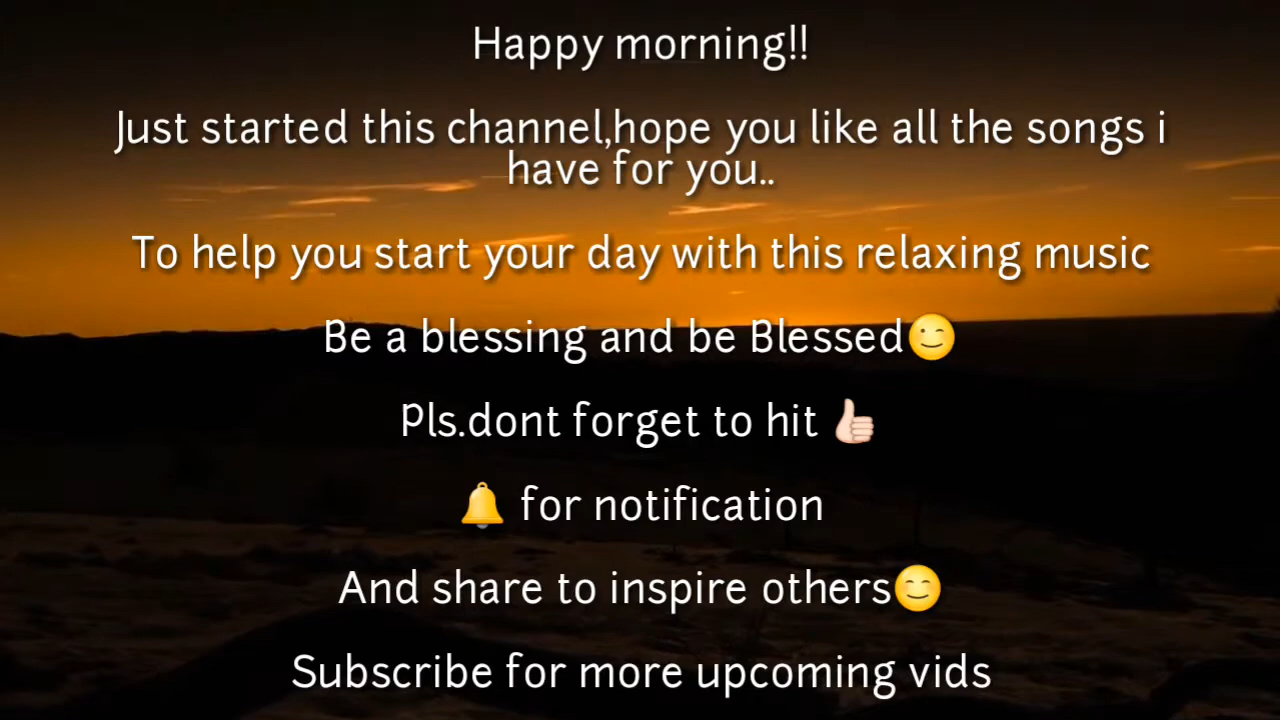 Happy morning!!
Just started this channel,hope you like all the songs i
have for you..
To help you start your day with this relaxing music
Be a blessing and be Blessed😉
Pls.dont forget to hit 👍🏻
🔔 for notification
And share to inspire others😊
Subscribe for more upcoming vids